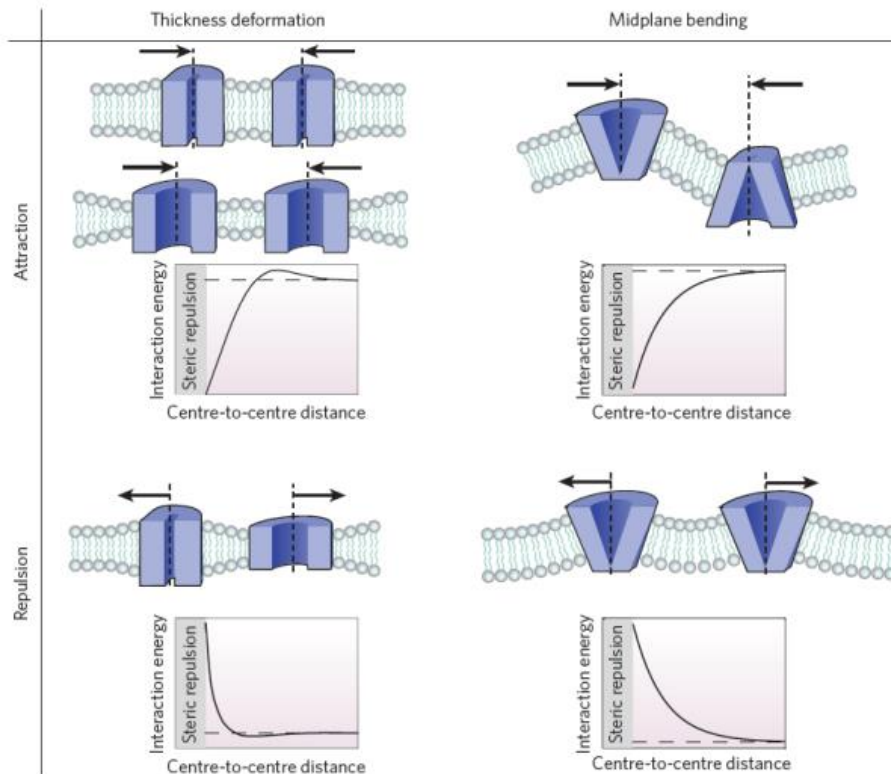 Thickness deformation
Midplane bending
Attraction
Interaction energy
Steric repulsion
Centre-to-centre distance
Interaction energy
Steric repulsion
Centre-to-centre distance
Repulsion
Interaction energy
Steric repulsion
Centre-to-centre distance
Interaction energy
Steric repulsion
Centre-to-centre distance